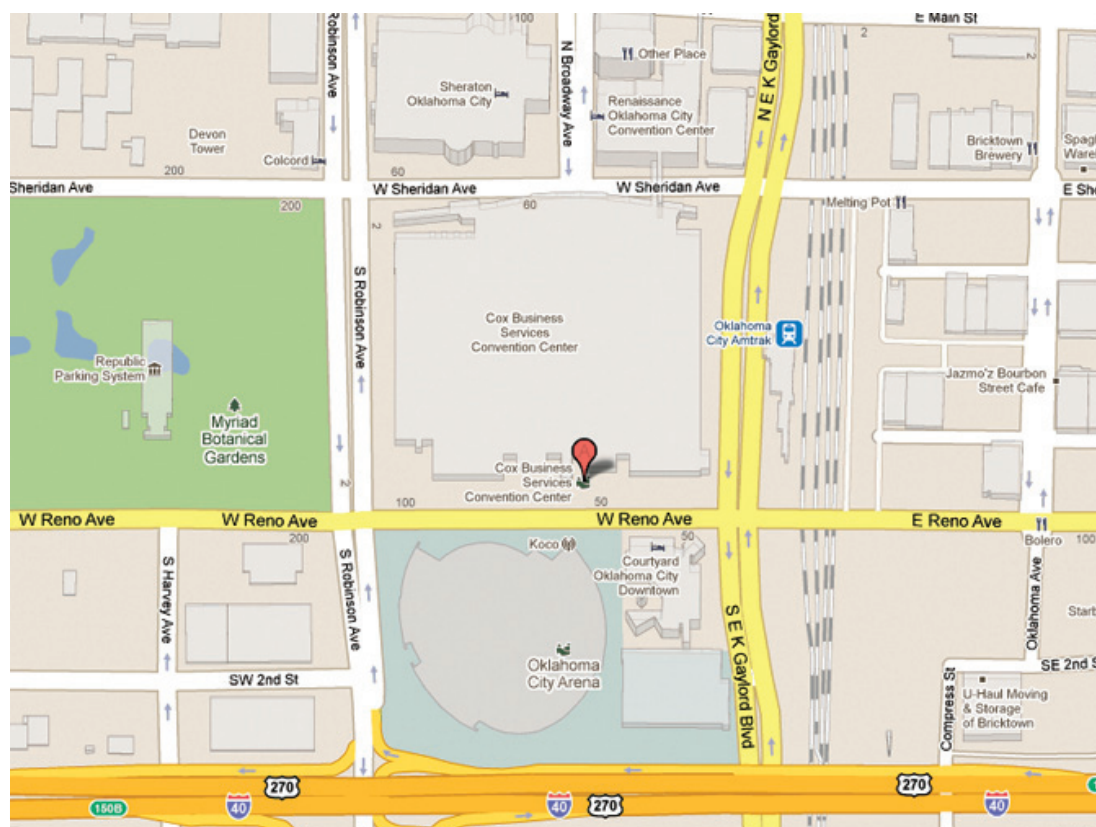 E Main St
2
2
100
N Robinson Ave
N Broadway Ave
N E K Gaylord
Other Place
Sheraton
Oklahoma City
Renaissance
Oklahoma City
Convention Center
Devon
Tower
Colcord
Bricktown
Brewery
Spag
Ware
200
60
Sheridan Ave
W Sheridan Ave
W Sheridan Ave
E She
200
2
60
Melting Pot
S Robinson Ave
Cox Business
Services
Convention Center
Oklahoma
City Amtrak
Republic
Parking System
Jazmo'z Bourbon
Street Cafe
Myriad
Botanical
Gardens
A
Cox Business
Services
Convention Center
2
100
50
W Reno Ave
W Reno Ave
W Reno Ave
E Reno Ave
200
Koco
50
Bolero
100
S Harvey Ave
S Robinson Ave
Courtyard
Oklahoma City
Downtown
S E K Gaylord Blvd
Oklahoma Ave
Starb
Oklahoma
City Arena
SW 2nd St
SE 2nd S
Compress St
U-Haul Moving
& Storage
of Bricktown
270
270
270
150B
40
40
40
1